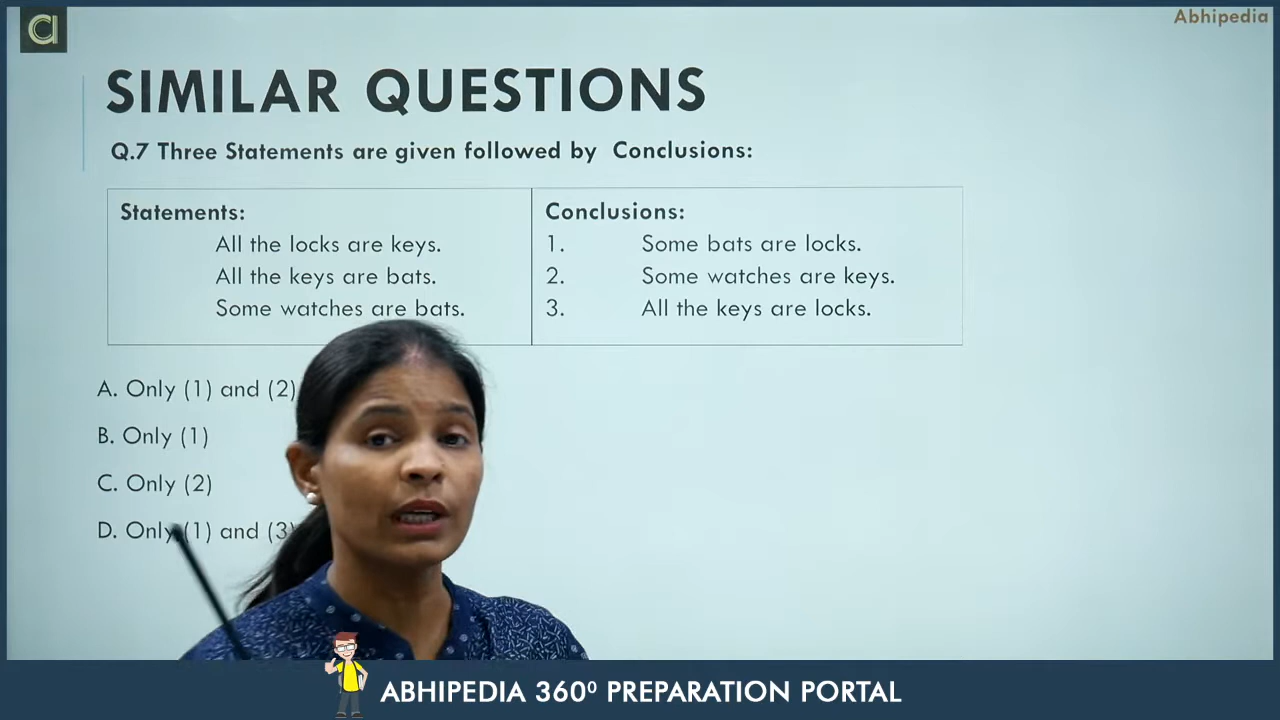 Abhipedia
SIMILAR QUESTIONS
Q.7 Three Statements are given followed by Conclusions:
Statements:
All the locks are keys.
All the keys are bats.
Some watches are bats.
Conclusions:
1. Some bats are locks.
2. Some watches are keys.
3. All the keys are locks.
A. Only (1) and (2)
B. Only (1)
C. Only (2)
D. Only (1) and (3)
ABHIPEDIA 360⁰ PREPARATION PORTAL